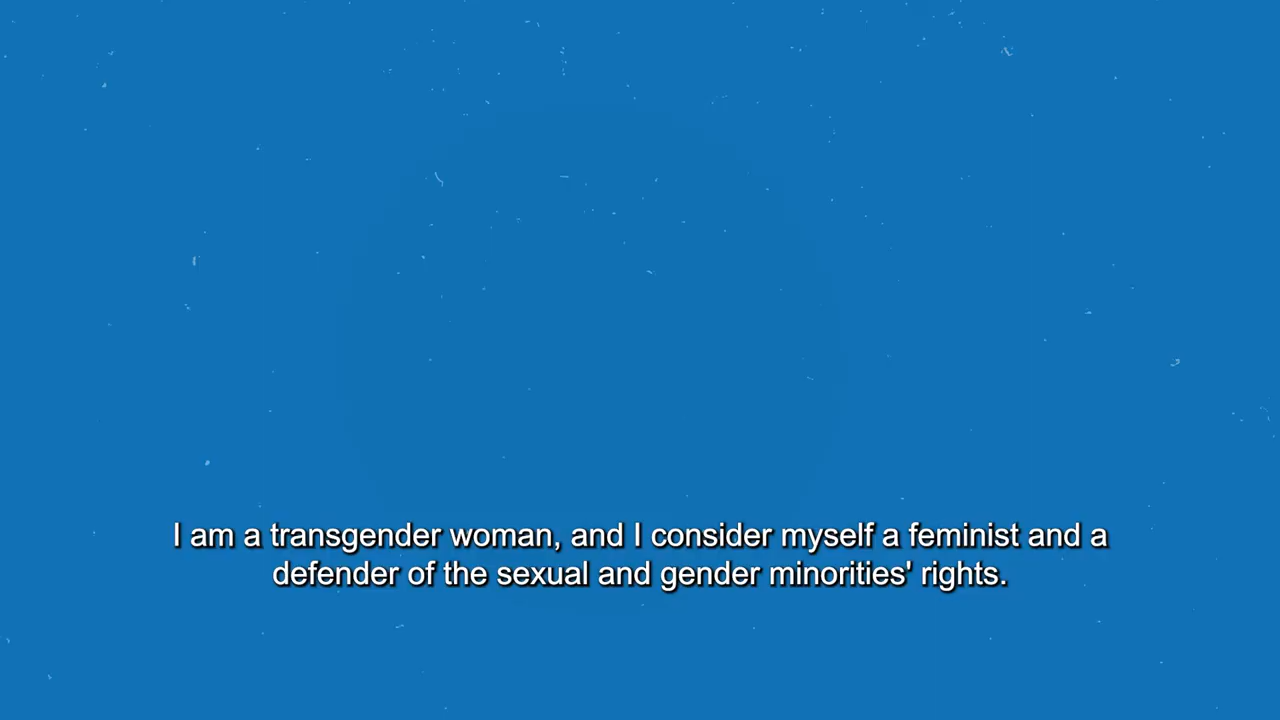 I am a transgender woman, and I consider myself a feminist and a
defender of the sexual and gender minorities' rights.